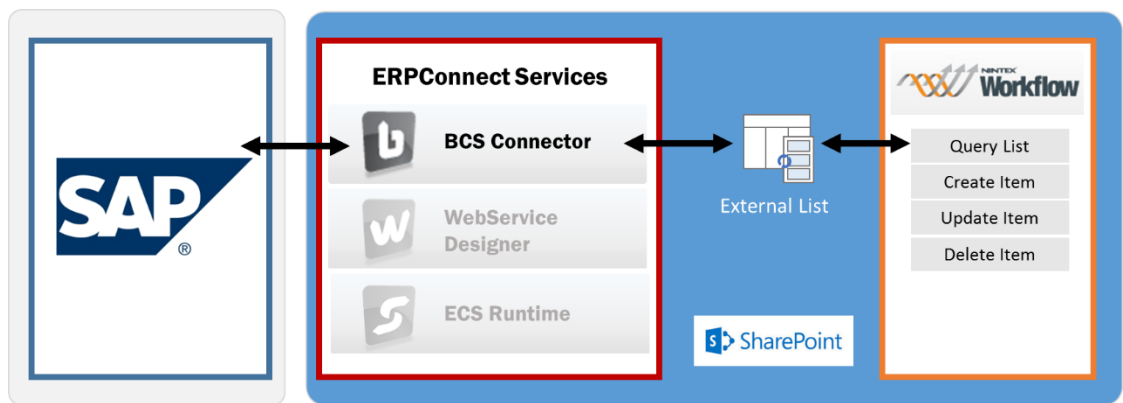 SAP
®
ERPConnect Services
BCS Connector
WebService
Designer
ECS Runtime
External List
SharePoint
NINTEX
Workflow
Query List
Create Item
Update Item
Delete Item